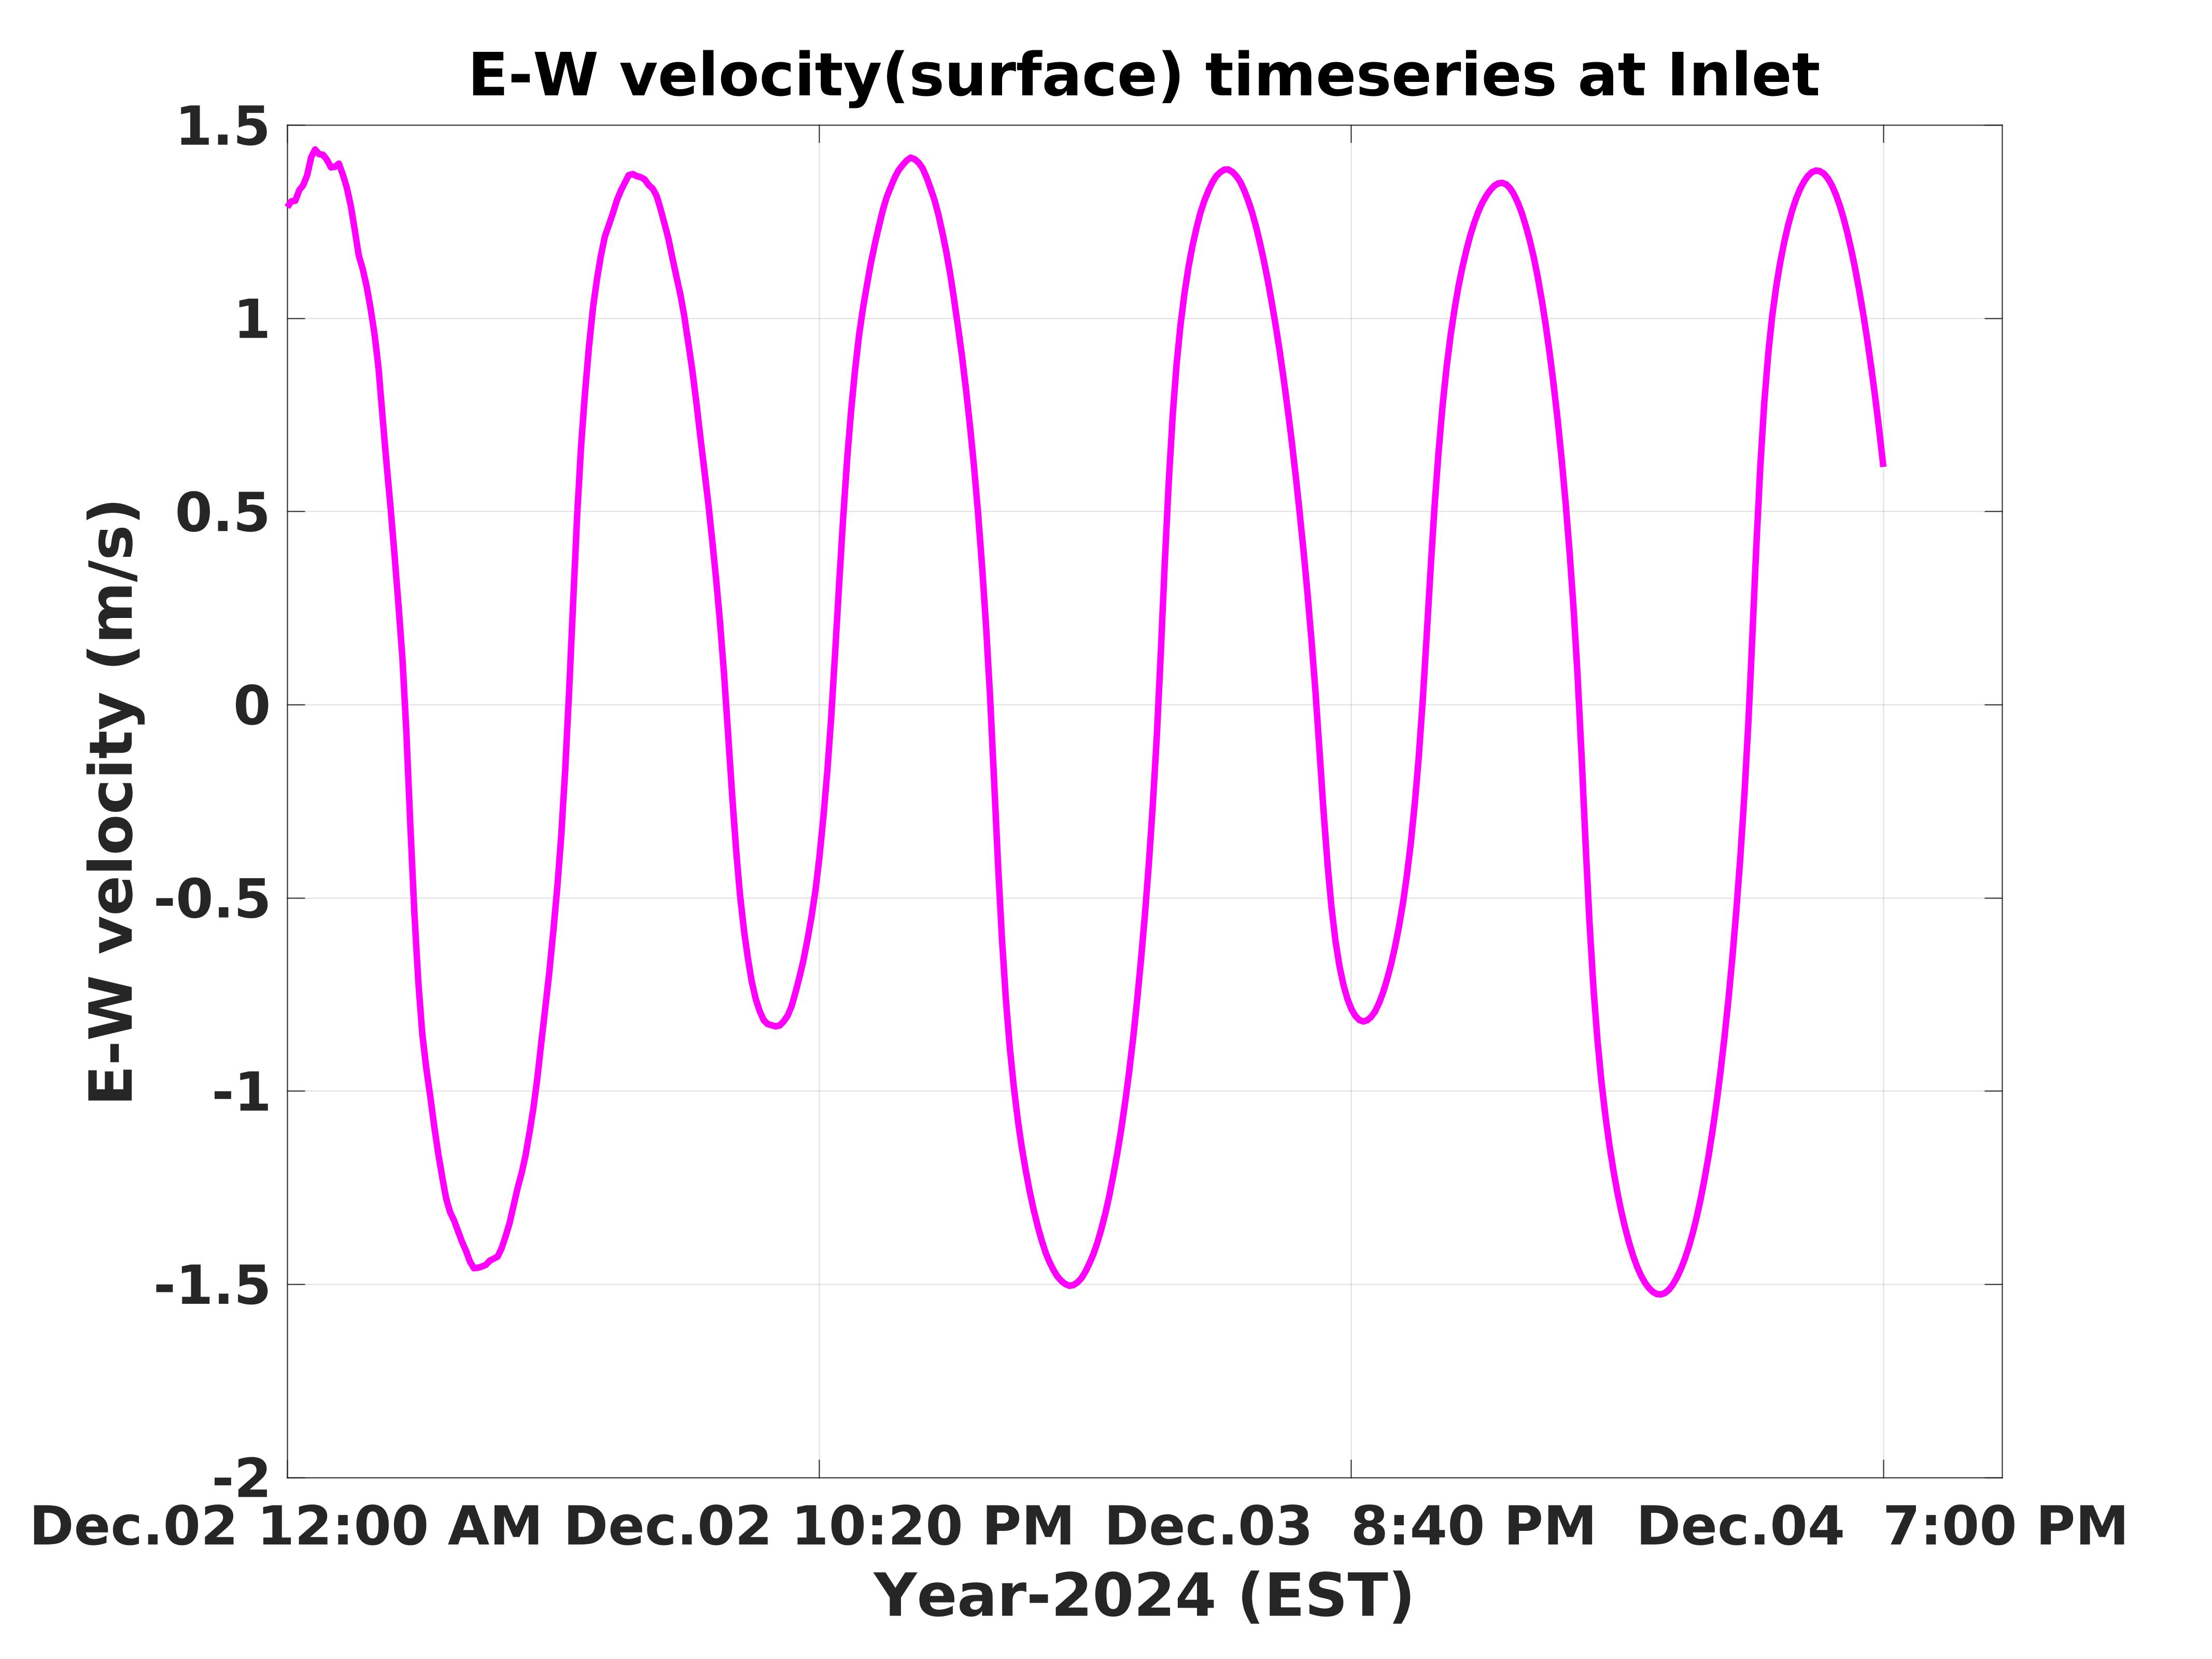 E-W velocity(surface) timeseries at Inlet
1.5
1
0.5
0
-0.5
-1
-1.5
-2
E-W velocity (m/s)
Dec.02 12:00 AM Dec.02 10:20 PM Dec.03 8:40 PM Dec.04 7:00 PM
Year-2024 (EST)